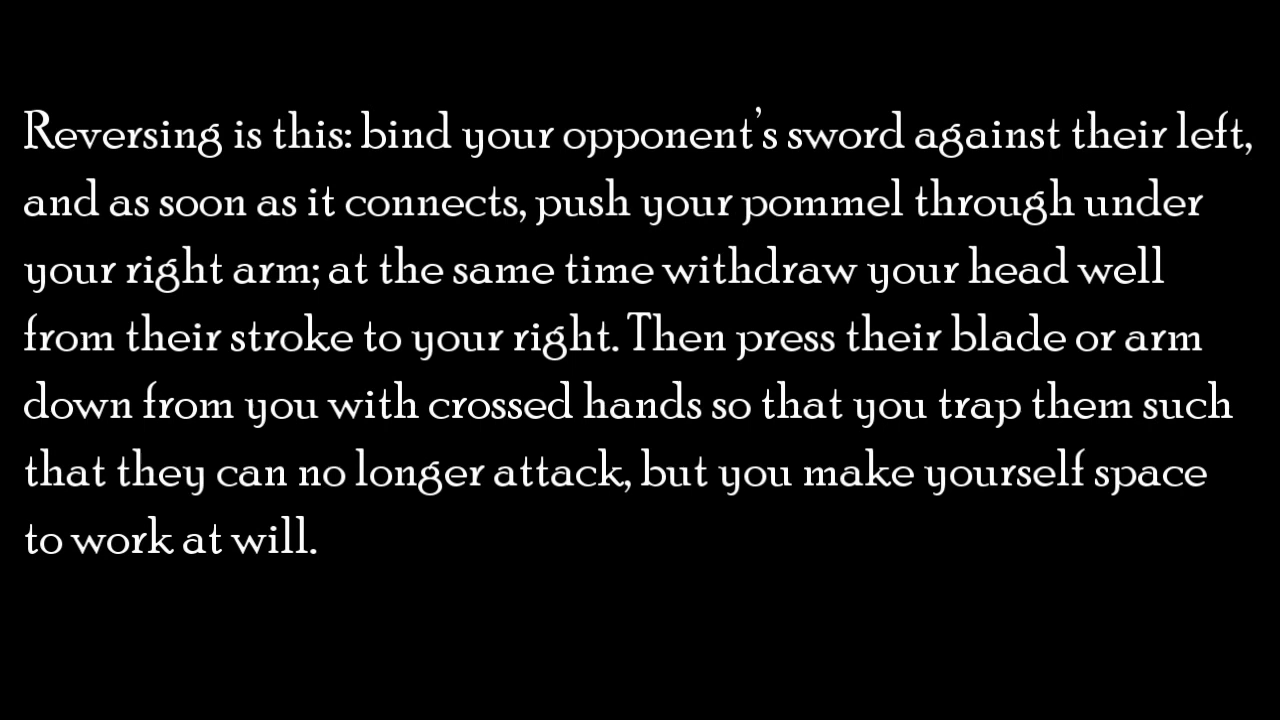 Reversing is this: bind your opponent's sword against their left,
and as soon as it connects, push your pommel through under
your right arm; at the same time withdraw your head well
from their stroke to your right. Then press their blade or arm
down from you with crossed hands so that you trap them such
that they can no longer attack, but you make yourself space
to work at will.